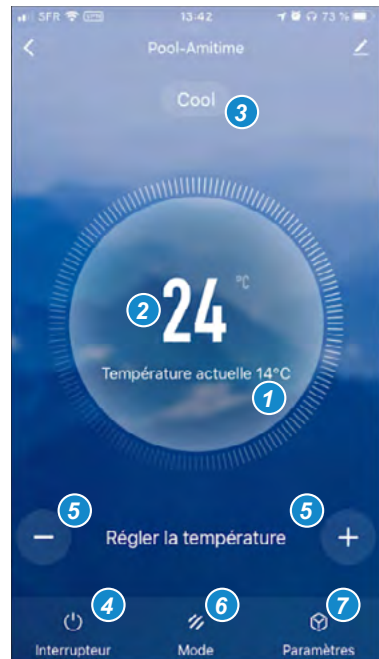 SFR VPN 13:42 73 %
Pool-Amitime
Cool
3
24 °C
2
Température actuelle 14°C
1
5 5
Régler la température
4 6 7
Interrupteur Mode Paramètres